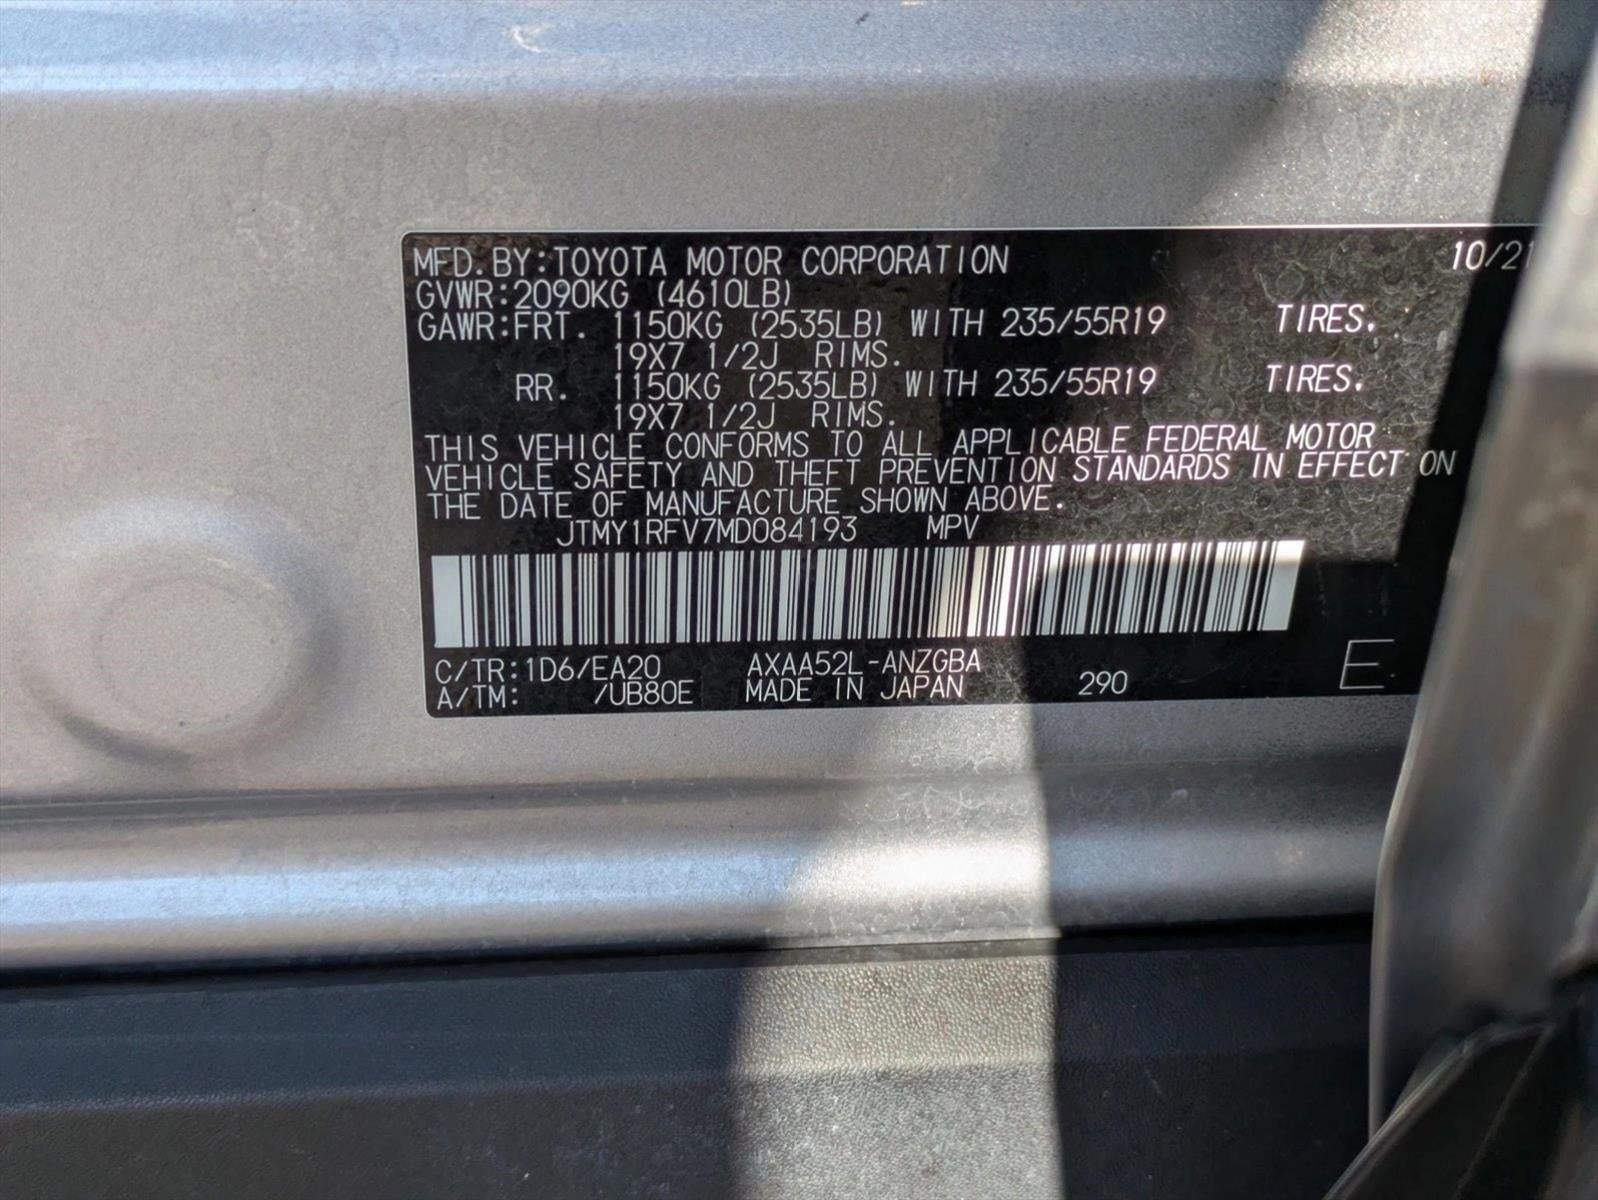 MFD.BY:TOYOTA MOTOR CORPORATION 10/21
GVWR:2090KG (4610LB)
GAWR:FRT. 1150KG (2535LB) WITH 235/55R19 TIRES.
19X7 1/2J RIMS.
RR. 1150KG (2535LB) WITH 235/55R19 TIRES.
19X7 1/2J RIMS.
THIS VEHICLE CONFORMS TO ALL APPLICABLE FEDERAL MOTOR
VEHICLE SAFETY AND THEFT PREVENTION STANDARDS IN EFFECT ON
THE DATE OF MANUFACTURE SHOWN ABOVE.
JTMY1RFV7MD084193 MPV
C/TR:1D6/EA20 AXAA52L-ANZGBA
A/TM: /UB80E MADE IN JAPAN 290 E